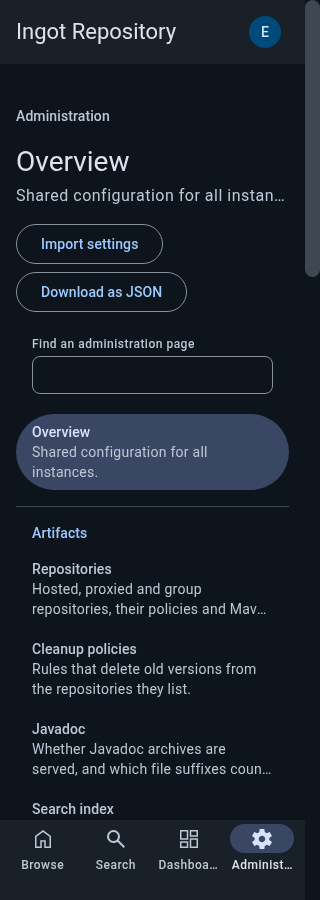 Ingot Repository
E
Administration
Overview
Shared configuration for all instan…
Import settings
Download as JSON
Find an administration page
Overview
Shared configuration for all
instances.
Artifacts
Repositories
Hosted, proxied and group
repositories, their policies and Mav…
Cleanup policies
Rules that delete old versions from
the repositories they list.
Javadoc
Whether Javadoc archives are
served, and which file suffixes coun…
Search index
Browse
Search
Dashboa…
Administ…